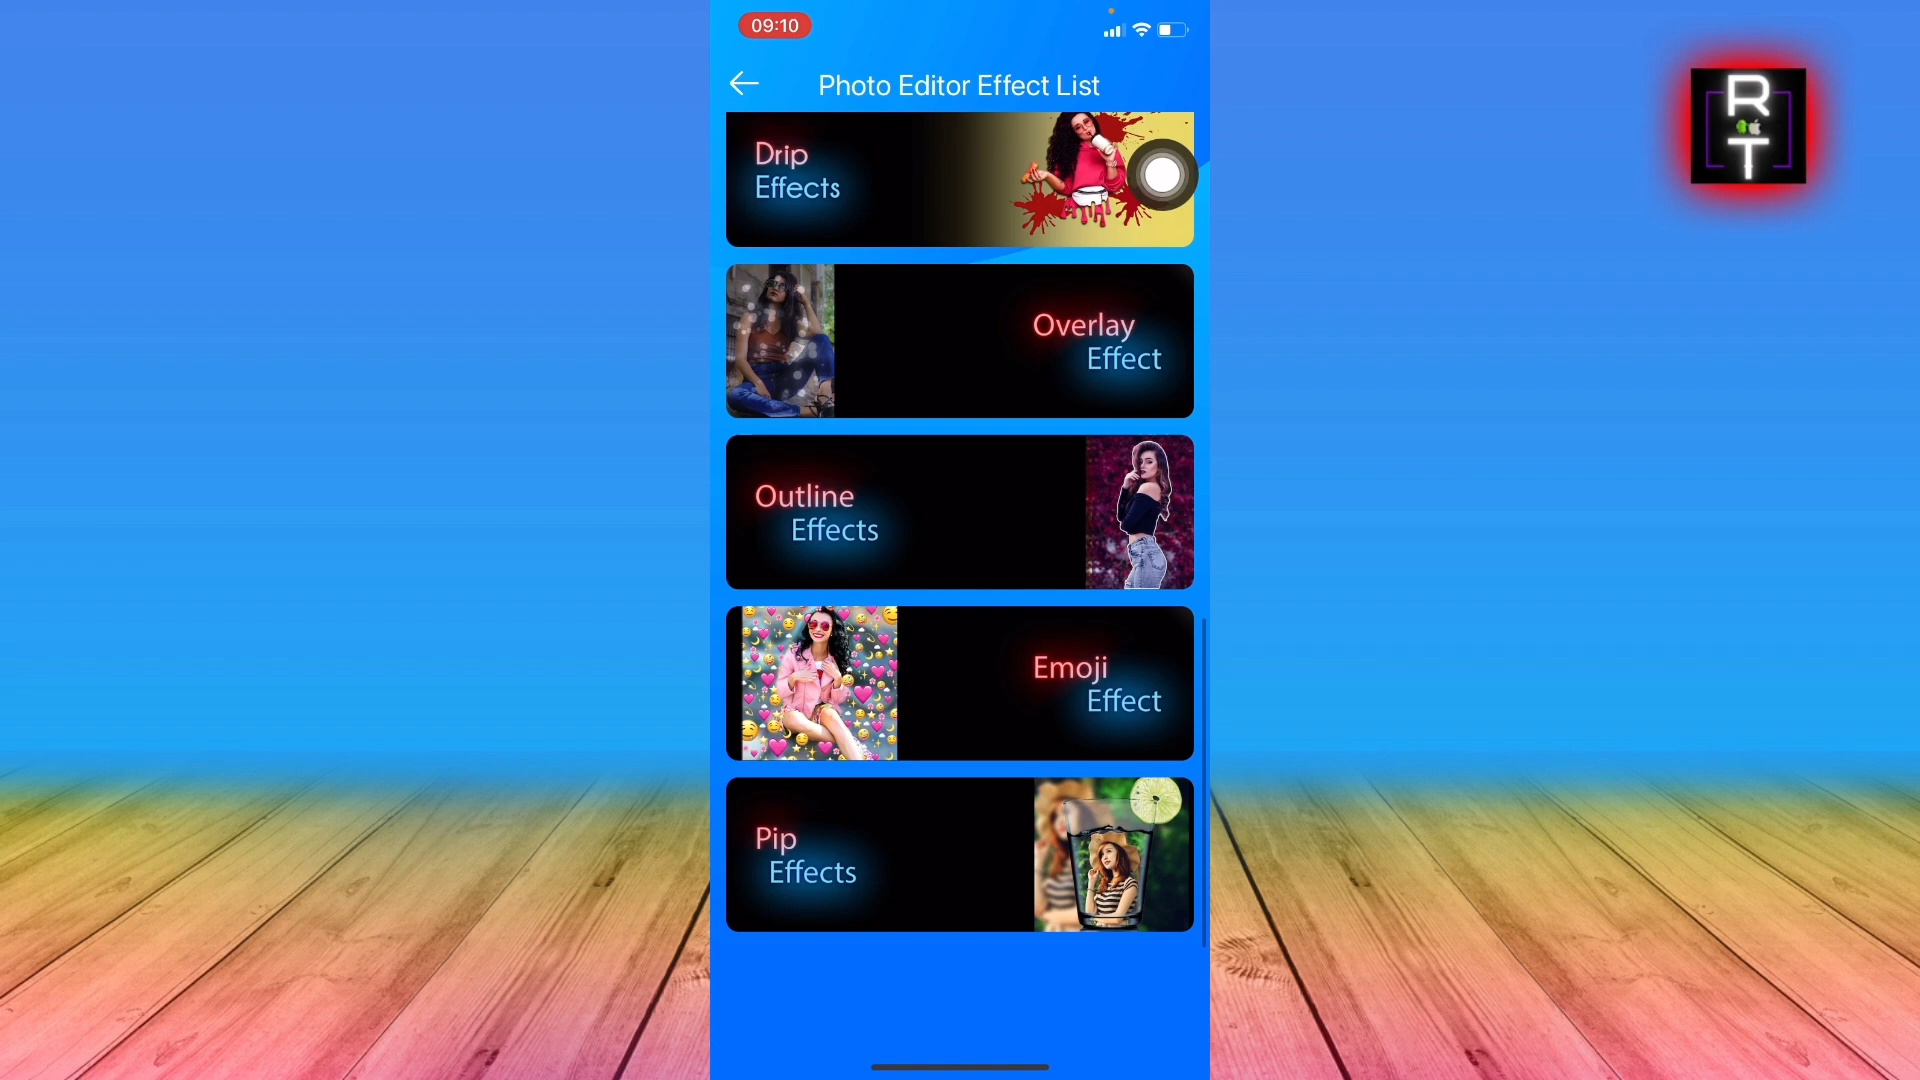 09:10
Photo Editor Effect List
Drip
Effects
Overlay
Effect
Outline
Effects
Emoji
Effect
Pip
Effects
R
T